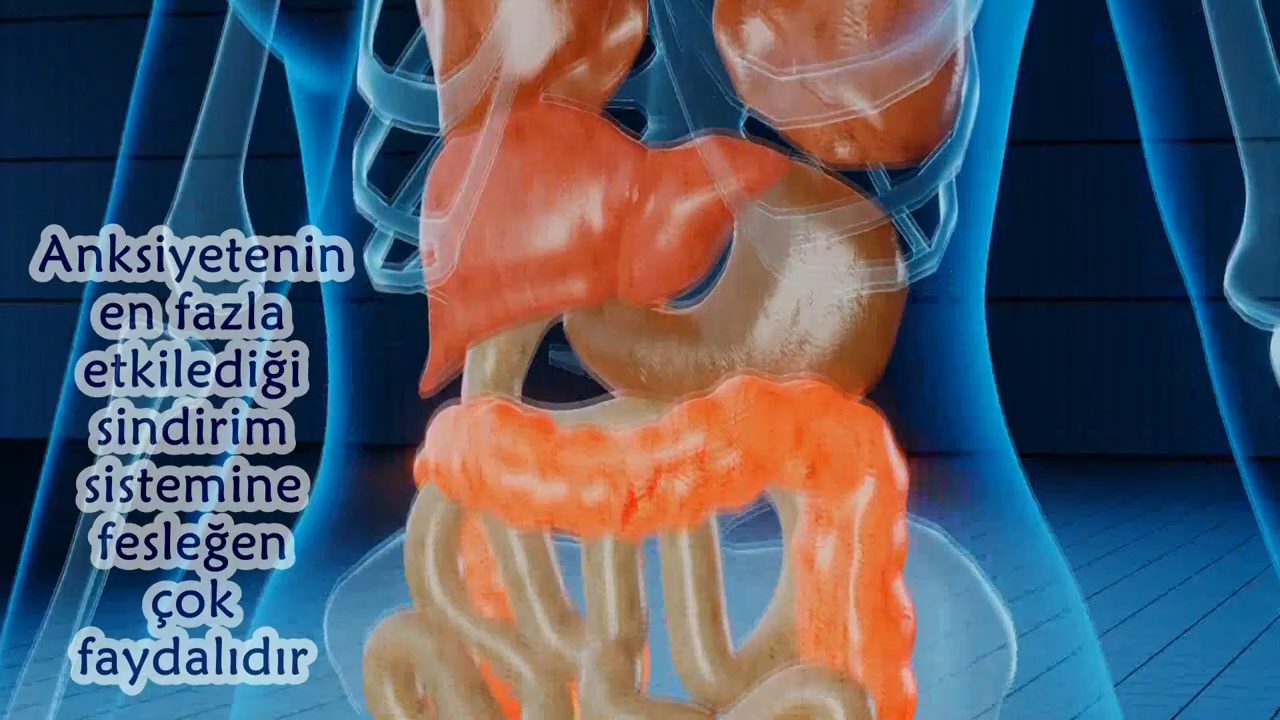 Anksiyetenin
en fazla
etkilediği
sindirim
sistemine
fesleğen
çok
faydalıdır